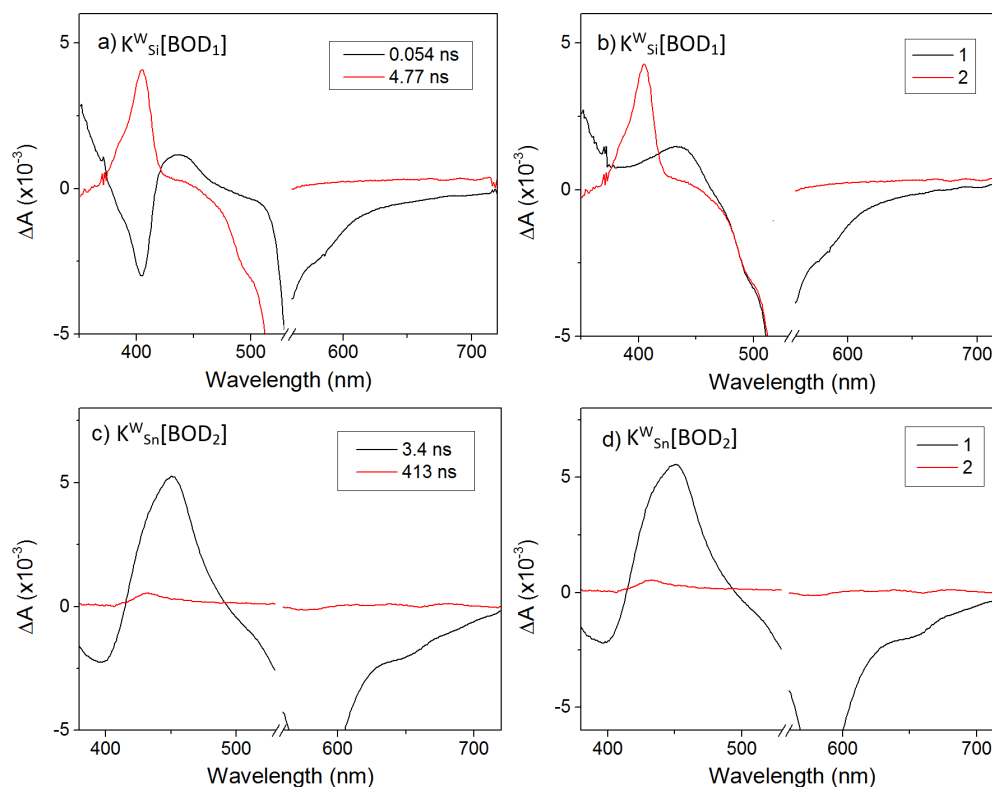 a) K^W_Si[BOD_1]
0.054 ns
4.77 ns
5
0
-5
ΔA (x10^-3)
400
500
600
700
Wavelength (nm)
b) K^W_Si[BOD_1]
1
2
5
0
-5
ΔA (x10^-3)
400
500
600
700
Wavelength (nm)
c) K^W_Sn[BOD_2]
3.4 ns
413 ns
5
0
-5
ΔA (x10^-3)
400
500
600
700
Wavelength (nm)
d) K^W_Sn[BOD_2]
1
2
5
0
-5
ΔA (x10^-3)
400
500
600
700
Wavelength (nm)